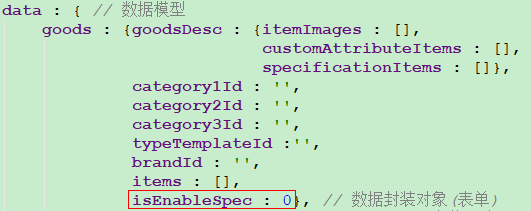 data : { // 数据模型
goods : {goodsDesc : {itemImages : [],
customAttributeItems : [],
specificationItems : []},
category1Id : '',
category2Id : '',
category3Id : '',
typeTemplateId :'',
brandId : '',
items : [],
isEnableSpec : 0}, // 数据封装对象(表单)